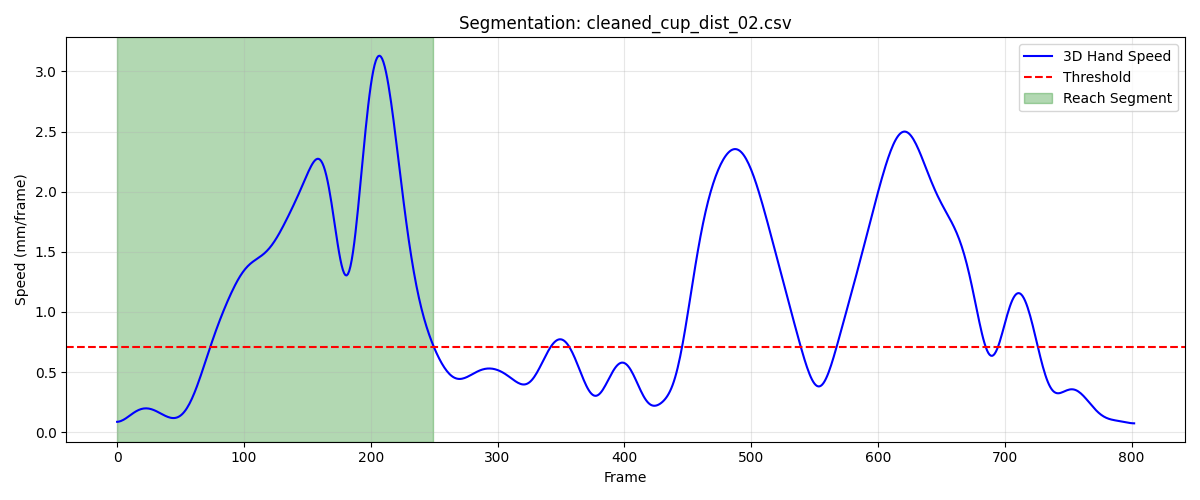 Segmentation: cleaned_cup_dist_02.csv
3D Hand Speed
Threshold
Reach Segment
Speed (mm/frame)
3.0
2.5
2.0
1.5
1.0
0.5
0.0
0 100 200 300 400 500 600 700 800
Frame